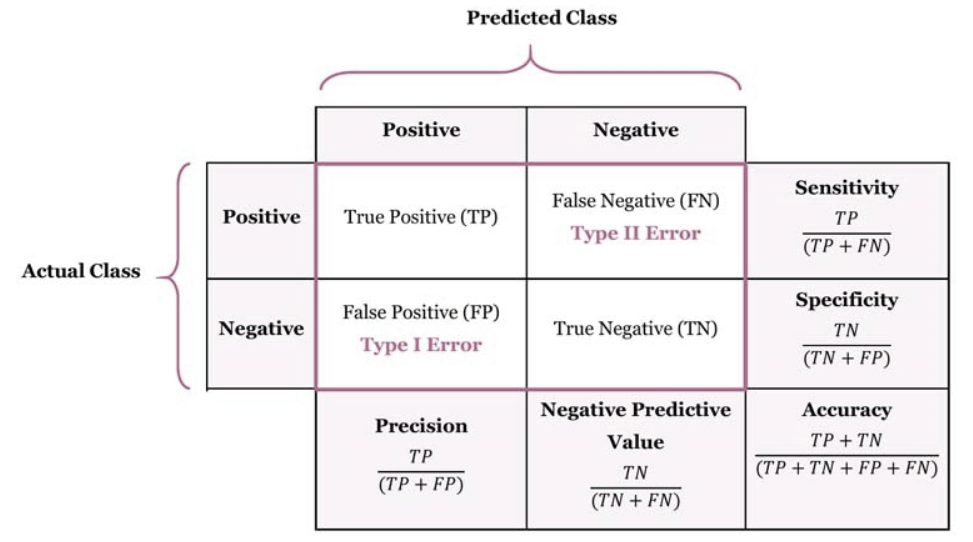 Predicted Class
Positive
Negative
Actual Class
Positive
True Positive (TP)
False Negative (FN)
Type II Error
Sensitivity
TP
(TP + FN)
Negative
False Positive (FP)
Type I Error
True Negative (TN)
Specificity
TN
(TN + FP)
Precision
TP
(TP + FP)
Negative Predictive
Value
TN
(TN + FN)
Accuracy
TP + TN
(TP + TN + FP + FN)